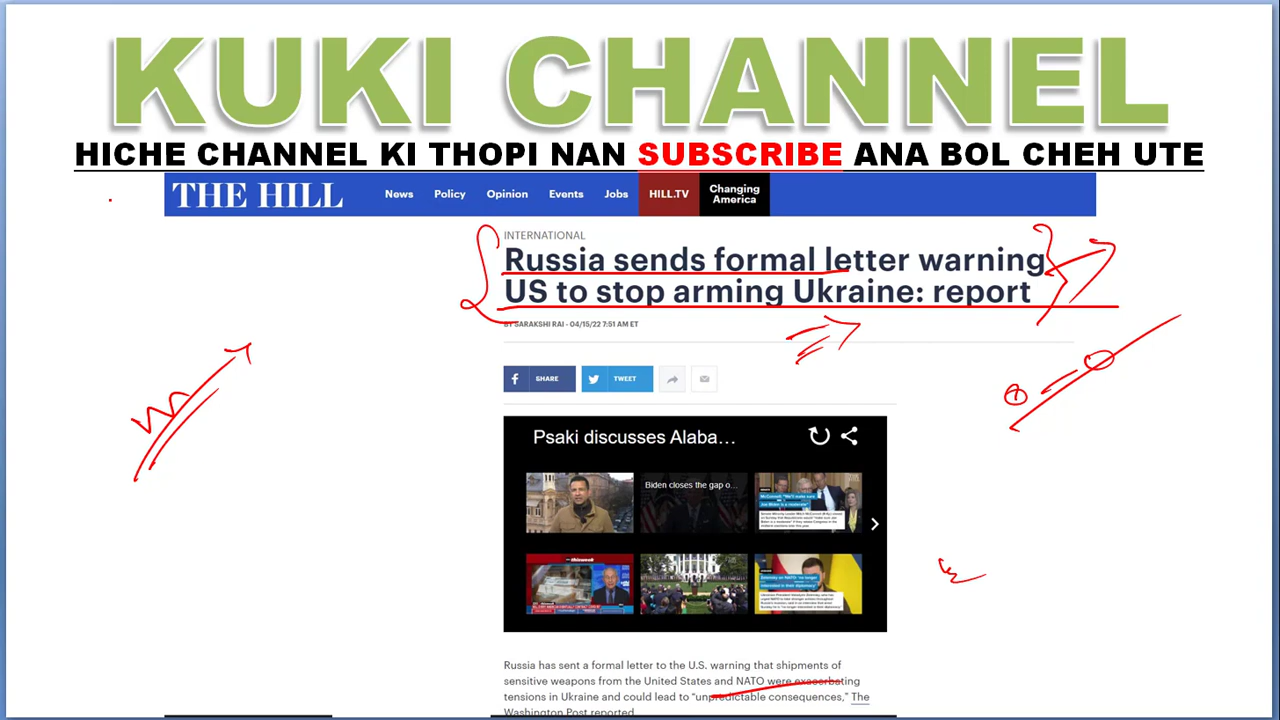 KUKI CHANNEL
HICHE CHANNEL KI THOPI NAN SUBSCRIBE ANA BOL CHEH UTE
THE HILL News Policy Opinion Events Jobs HILL.TV Changing America
INTERNATIONAL
Russia sends formal letter warning
US to stop arming Ukraine: report
BY SARAKSHI RAI - 04/15/22 7:51 AM ET
SHARE TWEET
Psaki discusses Alaba...
Biden closes the gap o...
Russia has sent a formal letter to the U.S. warning that shipments of
sensitive weapons from the United States and NATO were exacerbating
tensions in Ukraine and could lead to "unpredictable consequences," The
Washington Post reported.